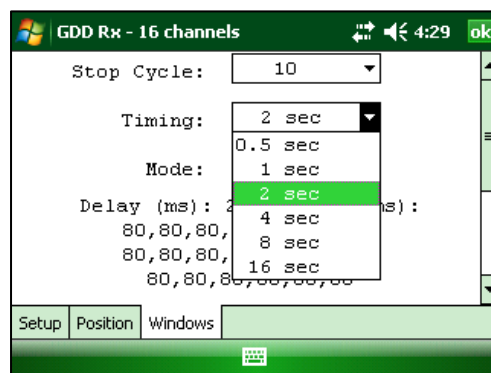 GDD Rx - 16 channels 4:29 ok
Stop Cycle: 10
Timing: 2 sec
0.5 sec
1 sec
2 sec
4 sec
8 sec
16 sec
Mode:
Delay (ms):
80,80,80,
80,80,80,
80,80,
Setup Position Windows